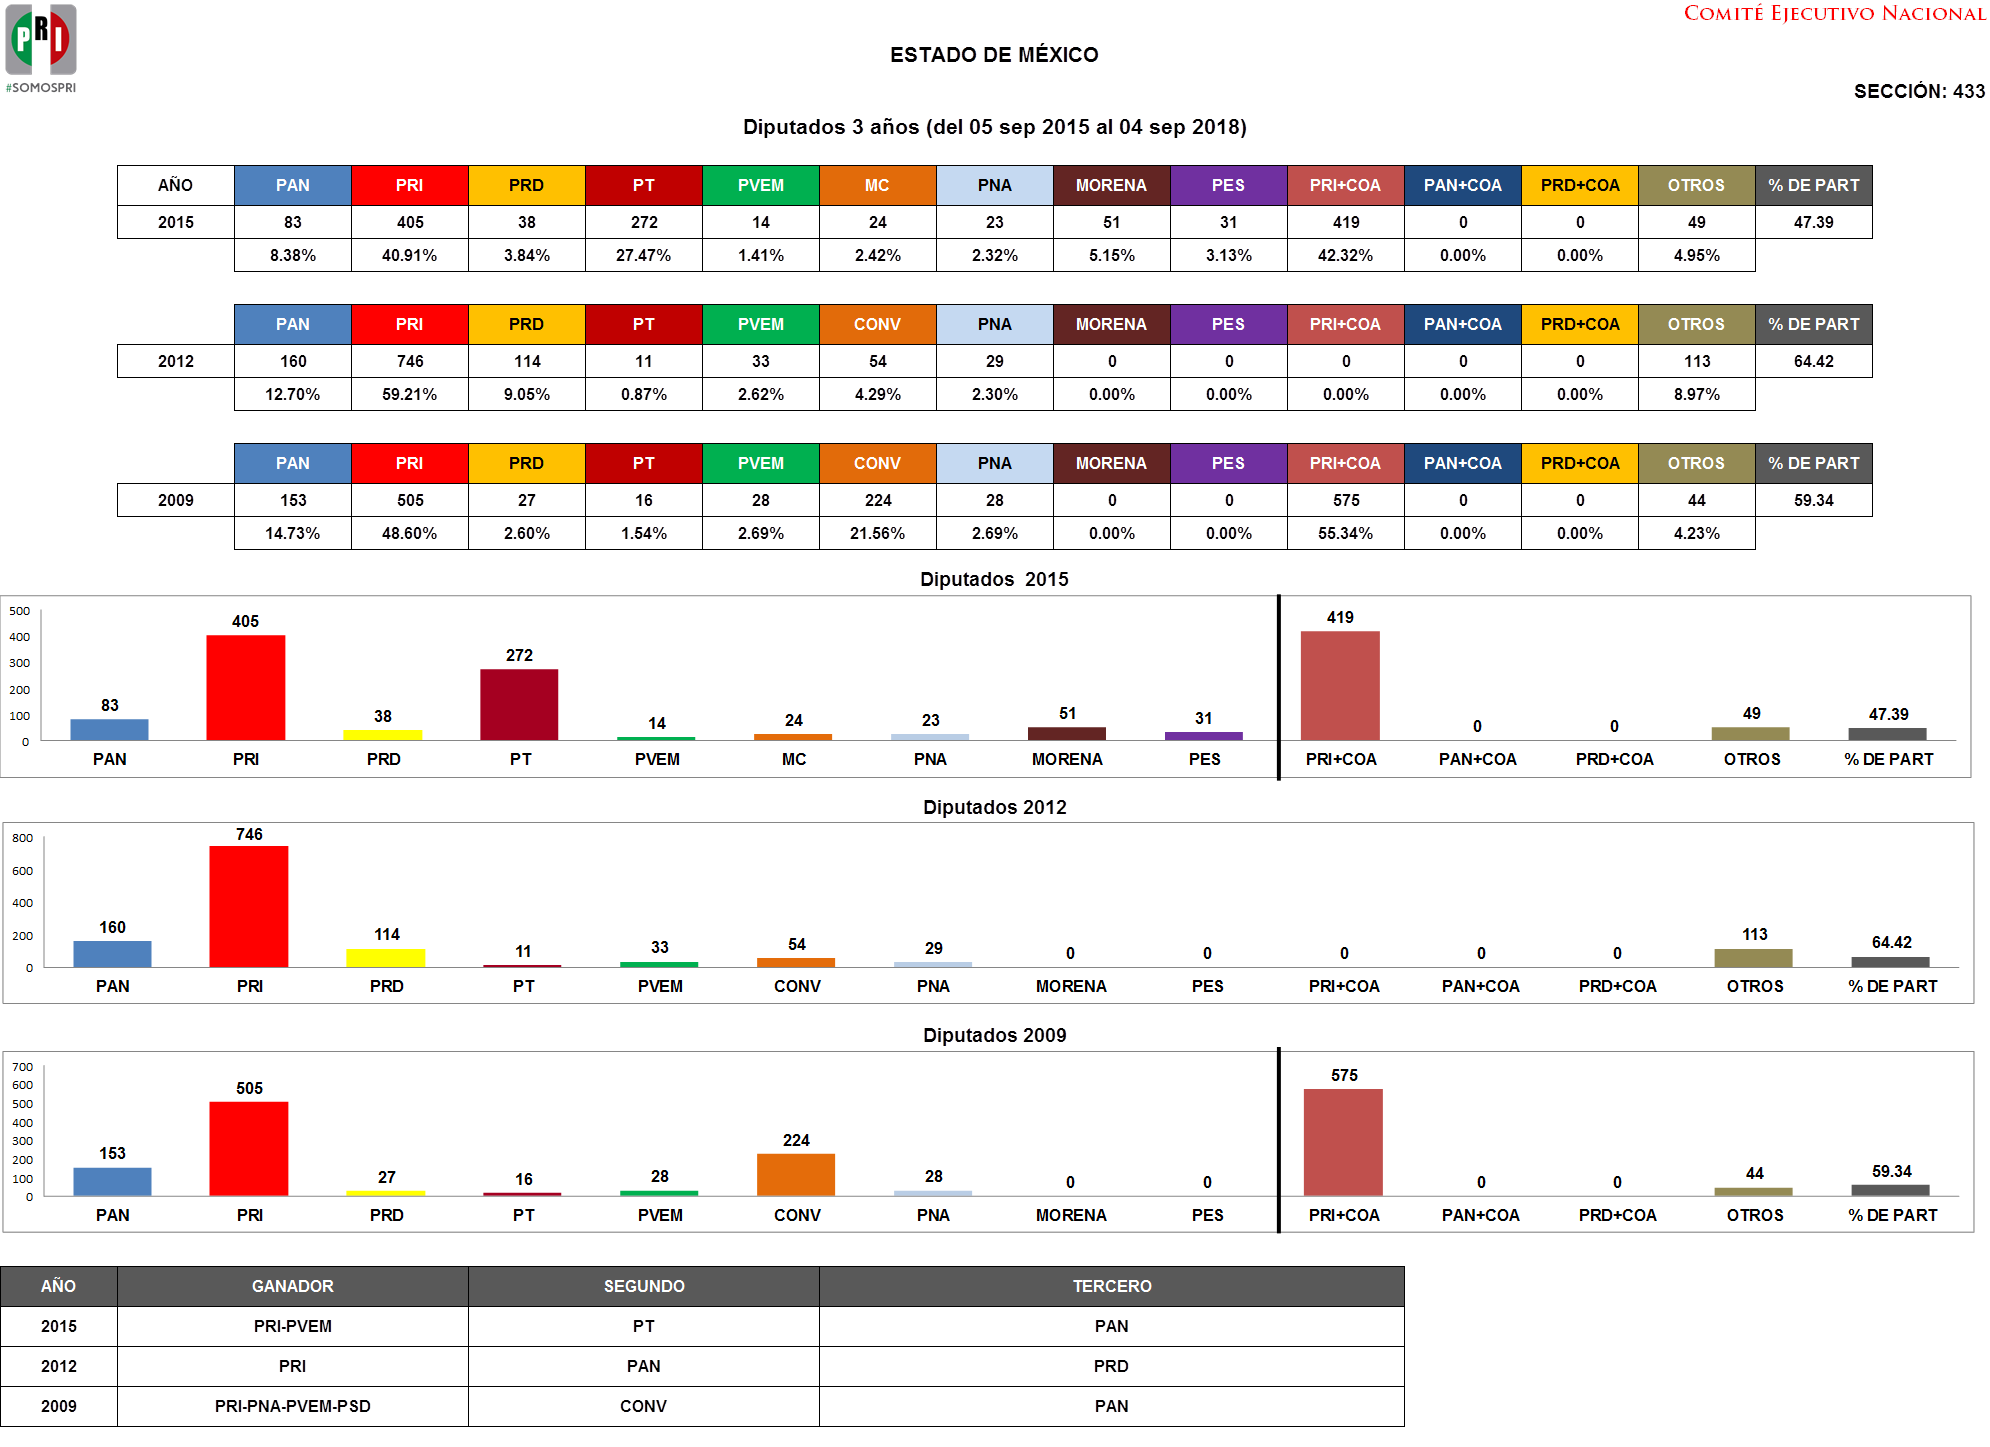 PRI
#SOMOSPRI
COMITÉ EJECUTIVO NACIONAL
ESTADO DE MÉXICO
SECCIÓN: 433
Diputados 3 años (del 05 sep 2015 al 04 sep 2018)
AÑO PAN PRI PRD PT PVEM MC PNA MORENA PES PRI+COA PAN+COA PRD+COA OTROS % DE PART
2015 83 405 38 272 14 24 23 51 31 419 0 0 49 47.39
8.38% 40.91% 3.84% 27.47% 1.41% 2.42% 2.32% 5.15% 3.13% 42.32% 0.00% 0.00% 4.95%
PAN PRI PRD PT PVEM CONV PNA MORENA PES PRI+COA PAN+COA PRD+COA OTROS % DE PART
2012 160 746 114 11 33 54 29 0 0 0 0 0 113 64.42
12.70% 59.21% 9.05% 0.87% 2.62% 4.29% 2.30% 0.00% 0.00% 0.00% 0.00% 0.00% 8.97%
PAN PRI PRD PT PVEM CONV PNA MORENA PES PRI+COA PAN+COA PRD+COA OTROS % DE PART
2009 153 505 27 16 28 224 28 0 0 575 0 0 44 59.34
14.73% 48.60% 2.60% 1.54% 2.69% 21.56% 2.69% 0.00% 0.00% 55.34% 0.00% 0.00% 4.23%
Diputados 2015
500
400
300
200
100
0
83 405 38 272 14 24 23 51 31 419 0 0 49 47.39
PAN PRI PRD PT PVEM MC PNA MORENA PES PRI+COA PAN+COA PRD+COA OTROS % DE PART
Diputados 2012
800
600
400
200
0
160 746 114 11 33 54 29 0 0 0 0 0 113 64.42
PAN PRI PRD PT PVEM CONV PNA MORENA PES PRI+COA PAN+COA PRD+COA OTROS % DE PART
Diputados 2009
700
600
500
400
300
200
100
0
153 505 27 16 28 224 28 0 0 575 0 0 44 59.34
PAN PRI PRD PT PVEM CONV PNA MORENA PES PRI+COA PAN+COA PRD+COA OTROS % DE PART
AÑO GANADOR SEGUNDO TERCERO
2015 PRI-PVEM PT PAN
2012 PRI PAN PRD
2009 PRI-PNA-PVEM-PSD CONV PAN